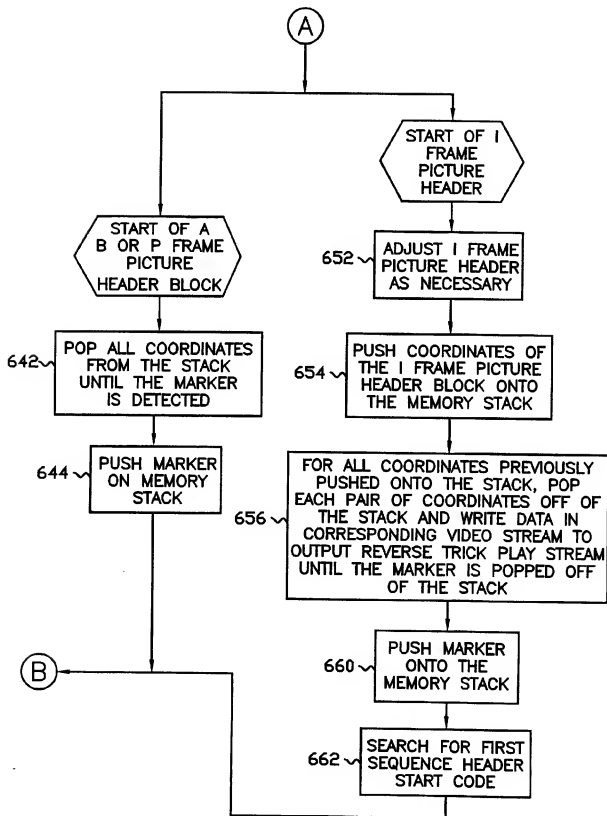 A
START OF I
FRAME
PICTURE
HEADER
START OF A
B OR P FRAME
PICTURE
HEADER BLOCK
652
ADJUST I FRAME
PICTURE HEADER
AS NECESSARY
642
POP ALL COORDINATES
FROM THE STACK
UNTIL THE MARKER
IS DETECTED
654
PUSH COORDINATES OF
THE I FRAME PICTURE
HEADER BLOCK ONTO
THE MEMORY STACK
644
PUSH MARKER
ON MEMORY
STACK
656
FOR ALL COORDINATES PREVIOUSLY
PUSHED ONTO THE STACK, POP
EACH PAIR OF COORDINATES OFF OF
THE STACK AND WRITE DATA IN
CORRESPONDING VIDEO STREAM TO
OUTPUT REVERSE TRICK PLAY STREAM
UNTIL THE MARKER IS POPPED OFF
OF THE STACK
B
660
PUSH MARKER
ONTO THE
MEMORY STACK
662
SEARCH FOR FIRST
SEQUENCE HEADER
START CODE